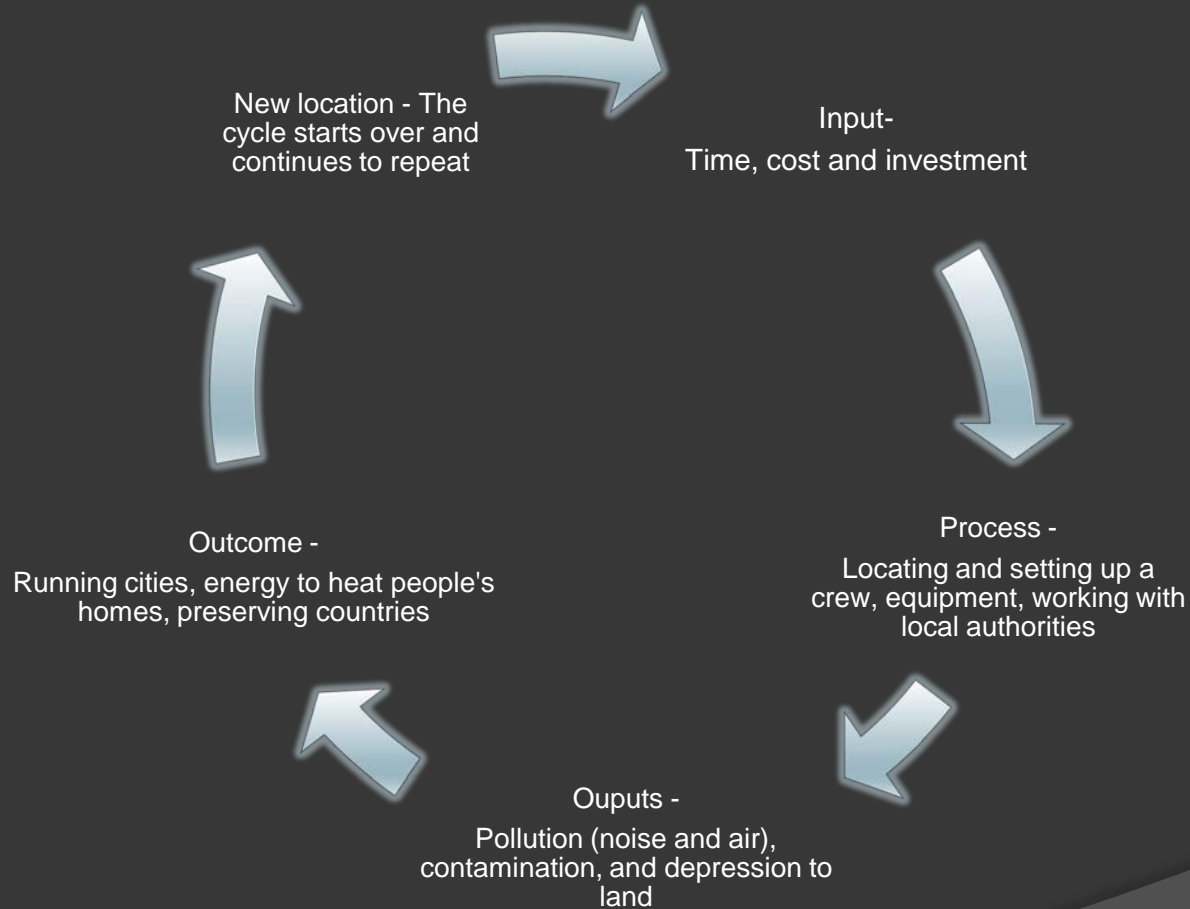 New location - The
cycle starts over and
continues to repeat
Input-
Time, cost and investment
Process -
Locating and setting up a
crew, equipment, working with
local authorities
Ouputs -
Pollution (noise and air),
contamination, and depression to
land
Outcome -
Running cities, energy to heat people's
homes, preserving countries